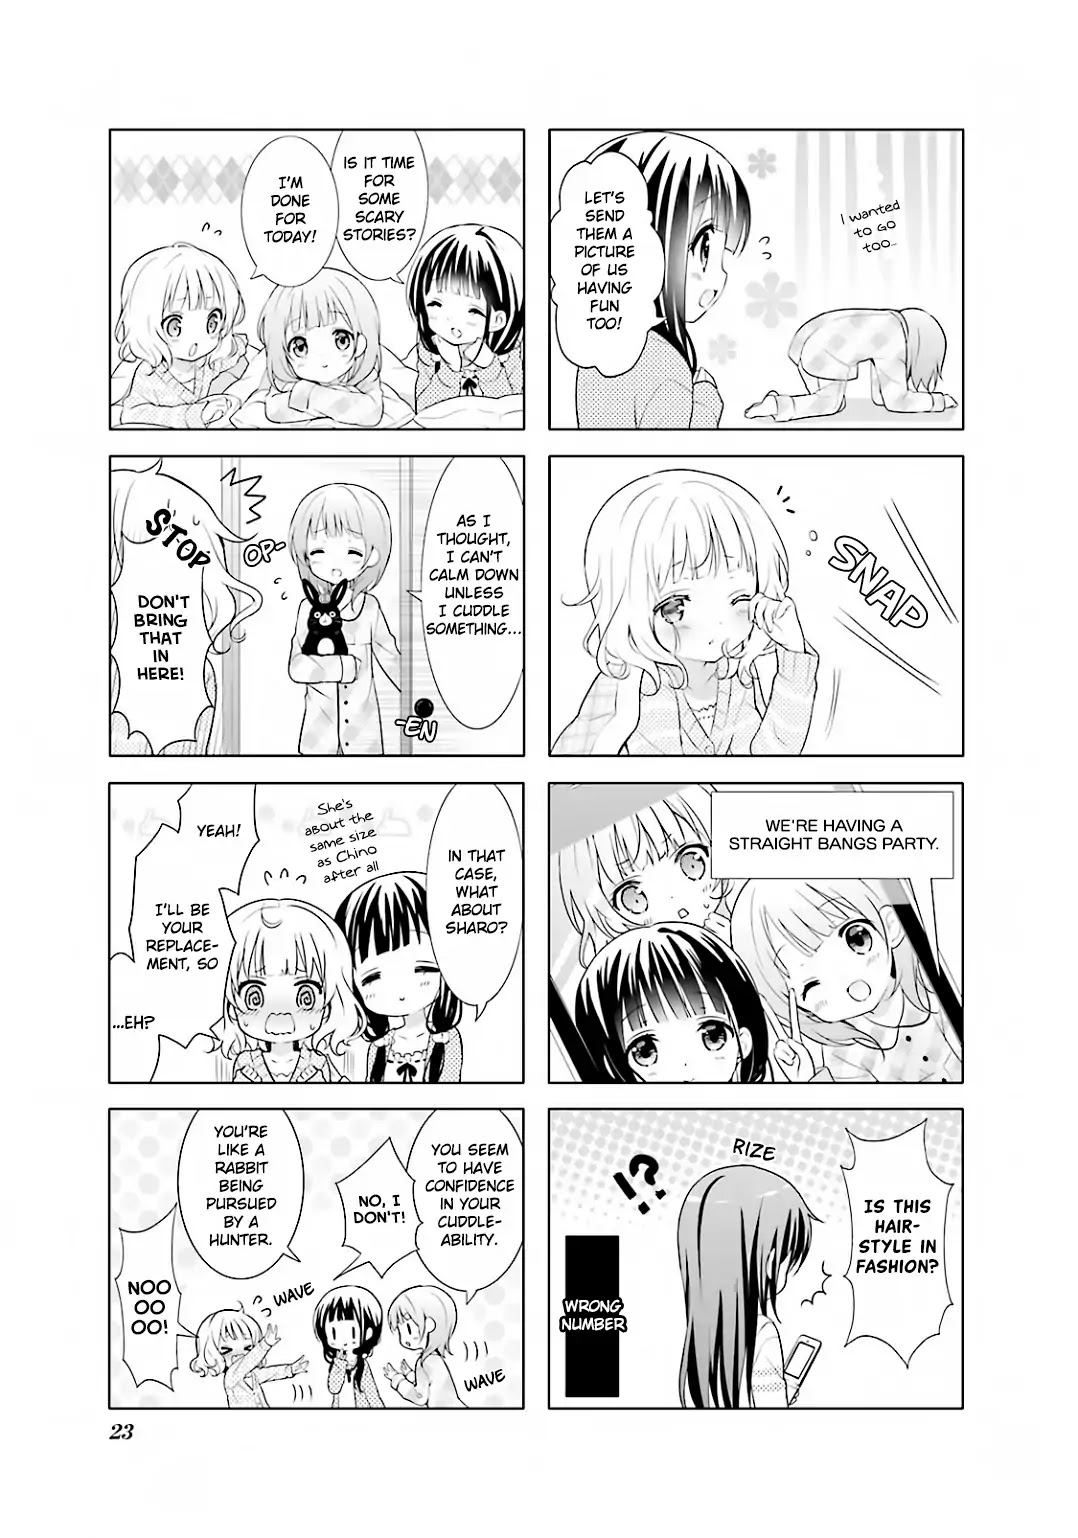 LET'S
SEND
THEM A
PICTURE
OF US
HAVING
FUN
TOO!
I wanted
to go
too...
SNAP
WE'RE HAVING A
STRAIGHT BANGS PARTY.
IS THIS
HAIR-
STYLE IN
FASHION?
RIZE
!?
WRONG
NUMBER
IS IT TIME
FOR
SOME
SCARY
STORIES?
I'M
DONE
FOR
TODAY!
AS I
THOUGHT,
I CAN'T
CALM DOWN
UNLESS
I CUDDLE
SOMETHING...
OP-
-EN
STOP
DON'T
BRING
THAT
IN
HERE!
IN THAT
CASE,
WHAT
ABOUT
SHARO?
She's
about the
same size
as Chino
after all
YEAH!
I'LL BE
YOUR
REPLACE-
MENT, SO
...EH?
YOU SEEM
TO HAVE
CONFIDENCE
IN YOUR
CUDDLE-
ABILITY.
NO, I
DON'T!
YOU'RE
LIKE A
RABBIT
BEING
PURSUED
BY A
HUNTER.
NOO
OO
OO!
WAVE
WAVE
23